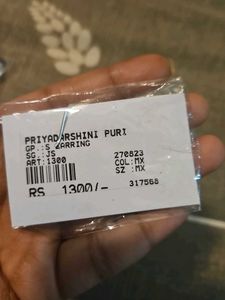 PRIYADARSHINI PURI
GP.:S EARRING
SG.:JS 270823
ART:1300 COL:MX
SZ :MX
RS 1300/-
317568